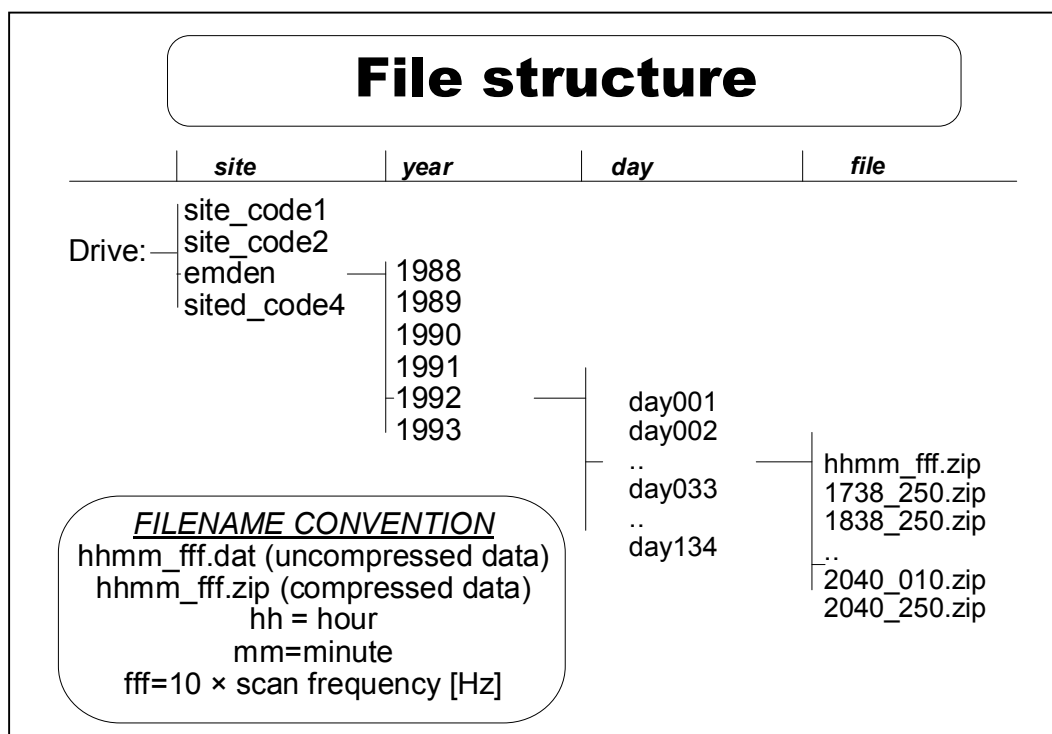 File structure
site year day file
Drive:
site_code1
site_code2
emden
sited_code4
1988
1989
1990
1991
1992
1993
day001
day002
..
day033
..
day134
hhmm_fff.zip
1738_250.zip
1838_250.zip
..
2040_010.zip
2040_250.zip
FILENAME CONVENTION
hhmm_fff.dat (uncompressed data)
hhmm_fff.zip (compressed data)
hh = hour
mm=minute
fff=10 × scan frequency [Hz]